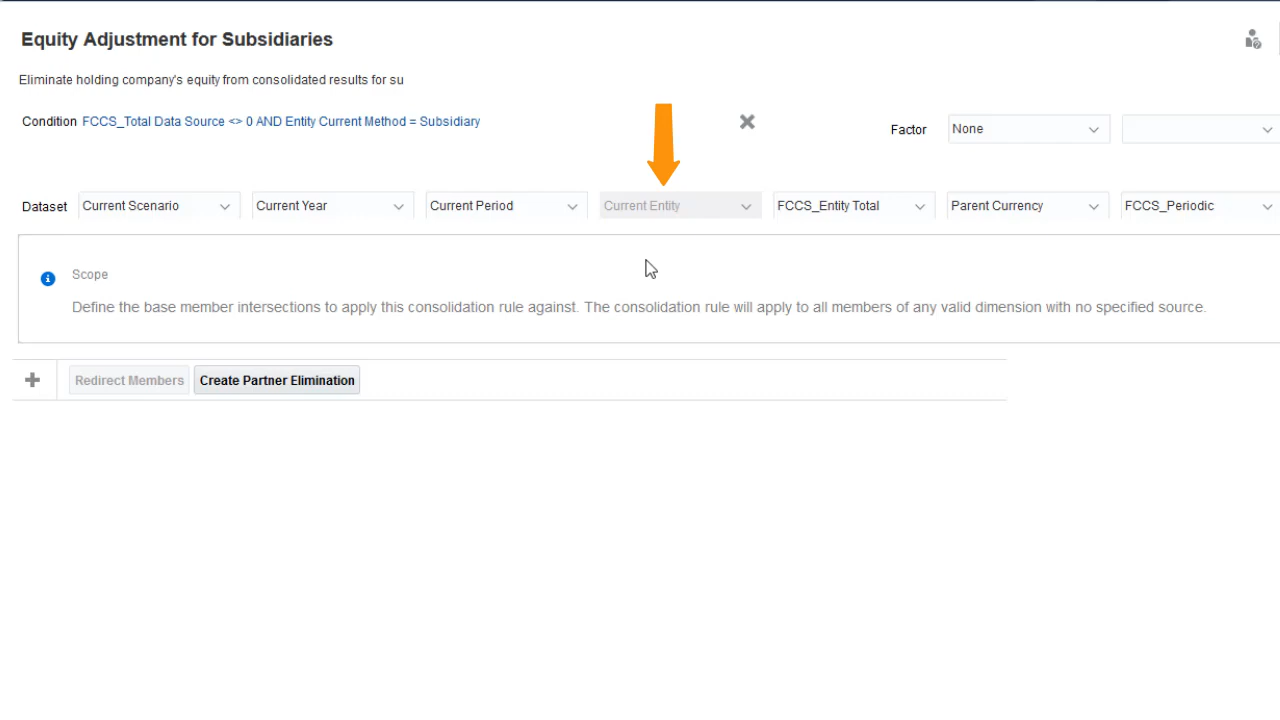 Equity Adjustment for Subsidiaries
Eliminate holding company's equity from consolidated results for su
Condition FCCS_Total Data Source <> 0 AND Entity Current Method = Subsidiary
Factor None
Dataset Current Scenario Current Year Current Period Current Entity FCCS_Entity Total Parent Currency FCCS_Periodic
Scope
Define the base member intersections to apply this consolidation rule against. The consolidation rule will apply to all members of any valid dimension with no specified source.
Redirect Members Create Partner Elimination